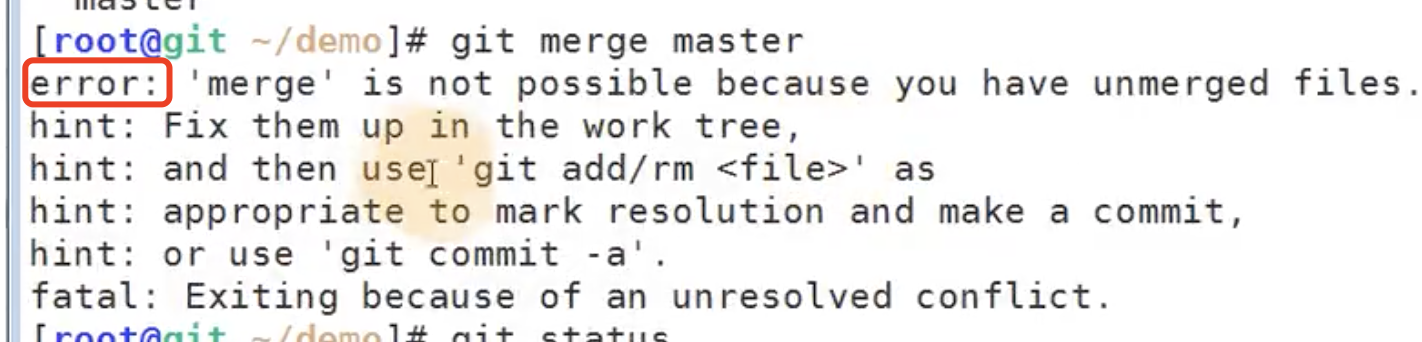 master
[root@git ~/demo]# git merge master
error: 'merge' is not possible because you have unmerged files.
hint: Fix them up in the work tree,
hint: and then use 'git add/rm <file>' as
hint: appropriate to mark resolution and make a commit,
hint: or use 'git commit -a'.
fatal: Exiting because of an unresolved conflict.
[root@git ~/demo]# git status